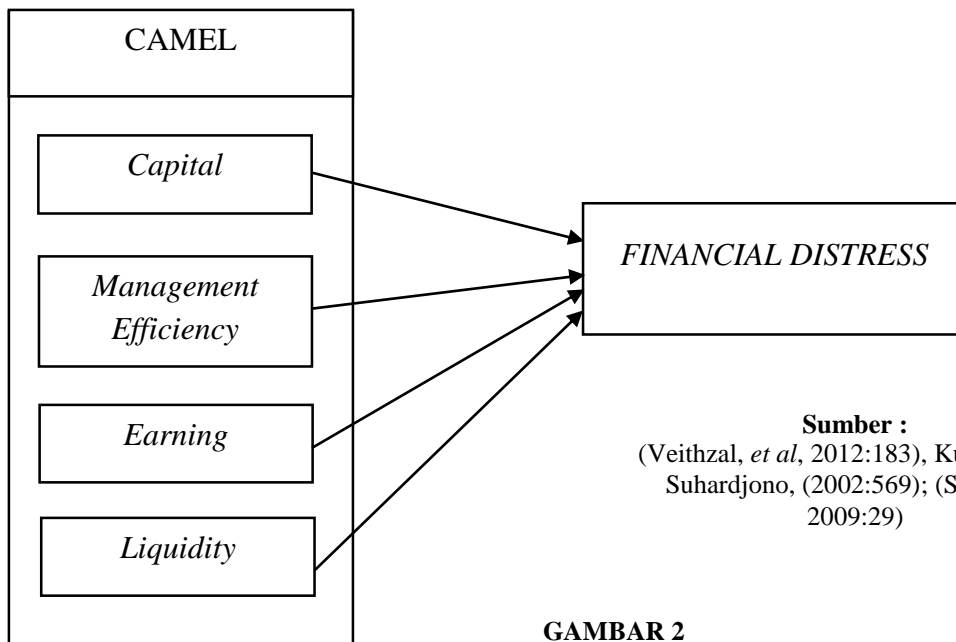 CAMEL
Capital
Management
Efficiency
Earning
Liquidity
FINANCIAL DISTRESS
Sumber :
(Veithzal, et al, 2012:183),
Suhardjono, (2002:569);
2009:29)
GAMBAR 2